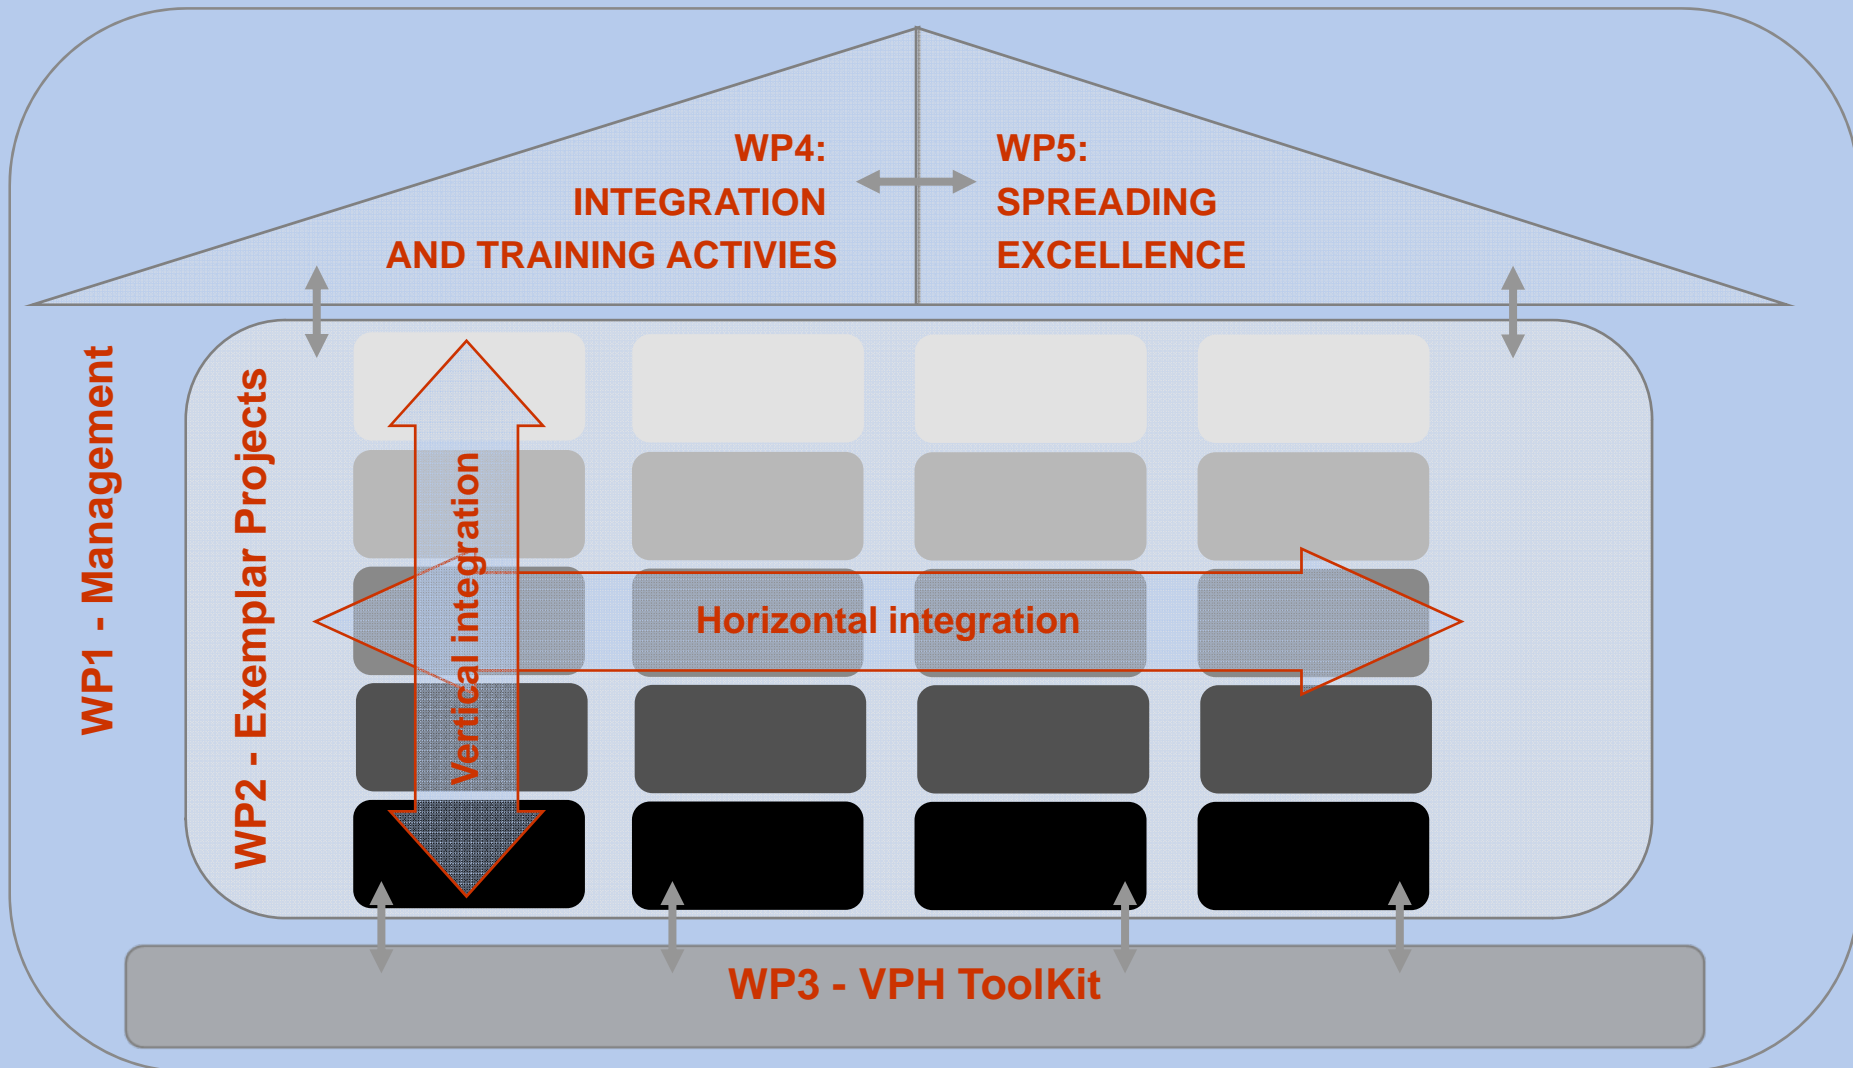 WP4:
INTEGRATION
AND TRAINING ACTIVIES
WP5:
SPREADING
EXCELLENCE
WP1 - Management
WP2 - Exemplar Projects
Vertical integration
Horizontal integration
WP3 - VPH ToolKit